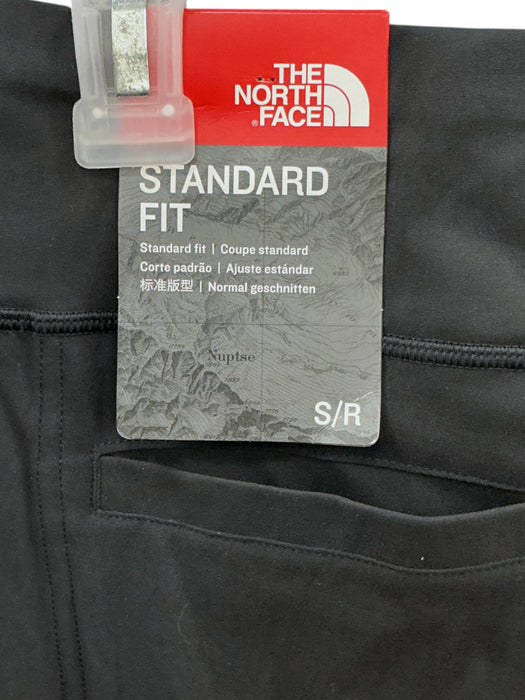 THE
NORTH
FACE
®
STANDARD
FIT
Standard fit | Coupe standard
Corte padrão | Ajuste estándar
标准版型 | Normal geschnitten
Nuptse
S/R